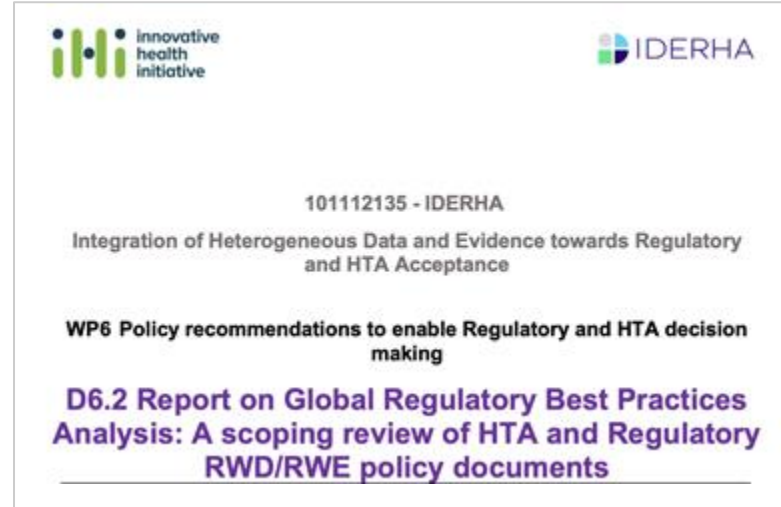 innovative
health
initiative
IDERHA
101112135 - IDERHA
Integration of Heterogeneous Data and Evidence towards Regulatory
and HTA Acceptance
WP6 Policy recommendations to enable Regulatory and HTA decision
making
D6.2 Report on Global Regulatory Best Practices
Analysis: A scoping review of HTA and Regulatory
RWD/RWE policy documents